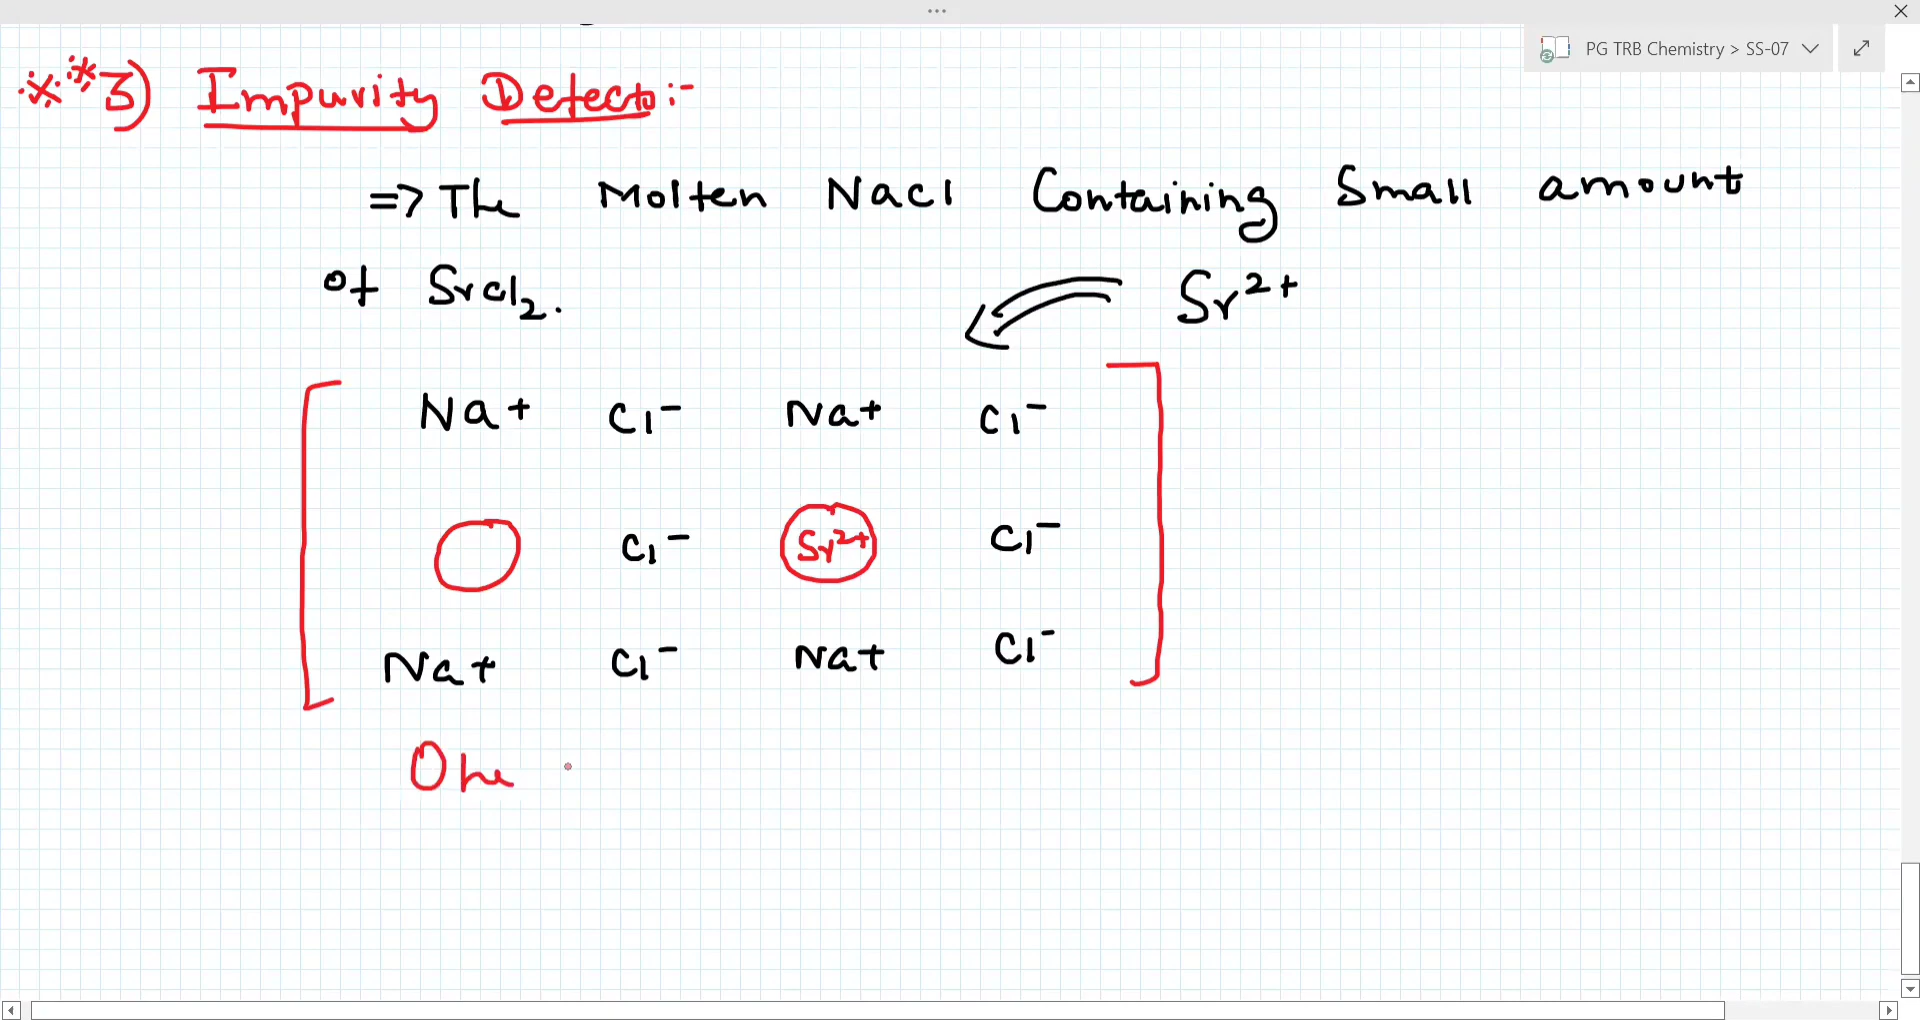 PG TRB Chemistry > SS-07
※※3) Impurity Defects:-
=> The Molten NaCl Containing Small amount
of SrCl2.
Sr²⁺
Na+ Cl⁻ Na+ Cl⁻
Cl⁻ Sr²⁺ Cl⁻
Na+ Cl⁻ Na+ Cl⁻
One